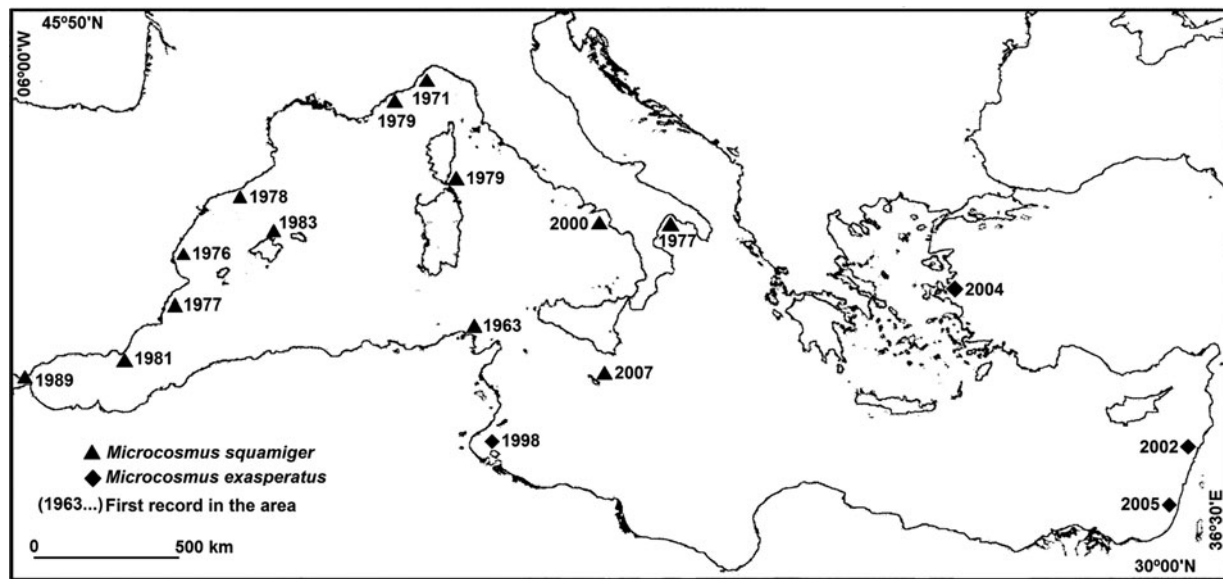 45º50'N
06º00'W
1971
1979
1979
1978
1983
2000
1977
1976
2004
1977
1963
1981
2007
1989
1998
2002
Microcosmus squamiger
Microcosmus exasperatus
(1963...) First record in the area
2005
0 500 km
36º30'E
30º00'N